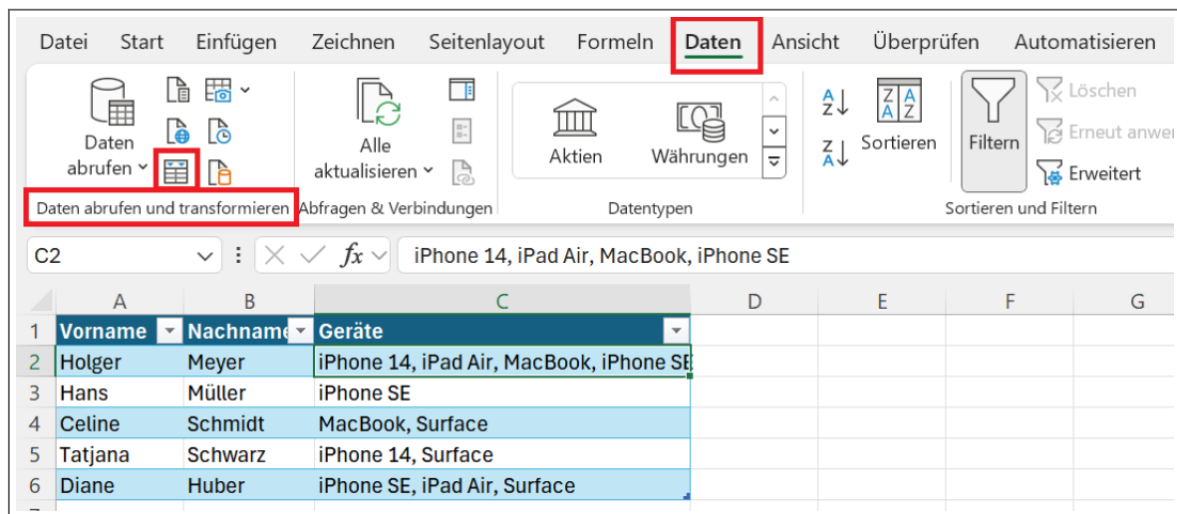 Datei Start Einfügen Zeichnen Seitenlayout Formeln Daten Ansicht Überprüfen Automatisieren
Daten
abrufen
Alle
aktualisieren
Aktien
Währungen
Sortieren
Filtern
Löschen
Erneut anwe
Erweitert
Daten abrufen und transformieren Abfragen & Verbindungen Datentypen Sortieren und Filtern
C2 fx iPhone 14, iPad Air, MacBook, iPhone SE
A B C D E F G
1 Vorname Nachname Geräte
2 Holger Meyer iPhone 14, iPad Air, MacBook, iPhone SE
3 Hans Müller iPhone SE
4 Celine Schmidt MacBook, Surface
5 Tatjana Schwarz iPhone 14, Surface
6 Diane Huber iPhone SE, iPad Air, Surface